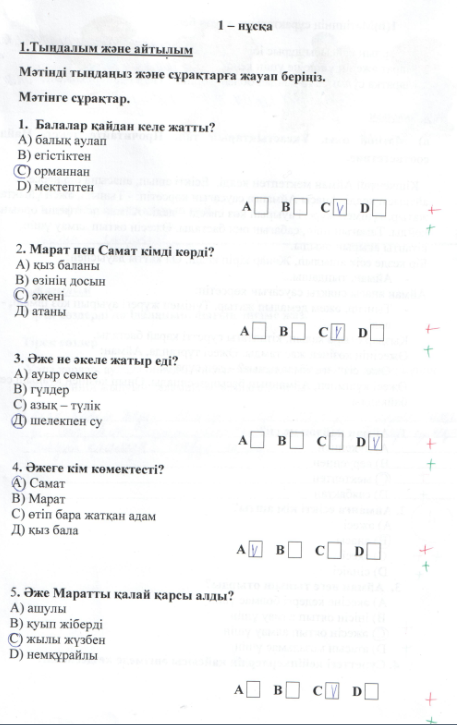 1 – нұсқа
1.Тыңдалым және айтылым
Мәтінді тыңдаңыз және сұрақтарға жауап беріңіз.
Мәтінге сұрақтар.
1. Балалар қайдан келе жатты?
А) балық аулап
В) егістіктен
С) орманнан
D) мектептен
А В С V D +
+
2. Марат пен Самат кімді көрді?
А) қыз баланы
В) өзінің досын
С) әжені
Д) атаны
А В С V D +
+
3. Әже не әкеле жатыр еді?
А) ауыр сөмке
В) гүлдер
С) азық – түлік
Д) шелекпен су
А В С D V +
+
4. Әжеге кім көмектесті?
А) Самат
В) Марат
С) өтіп бара жатқан адам
Д) қыз бала
А V В С D +
+
5. Әже Маратты қалай қарсы алды?
А) ашулы
В) қуып жіберді
С) жылы жүзбен
D) немқұрайлы
А В С V D +
+